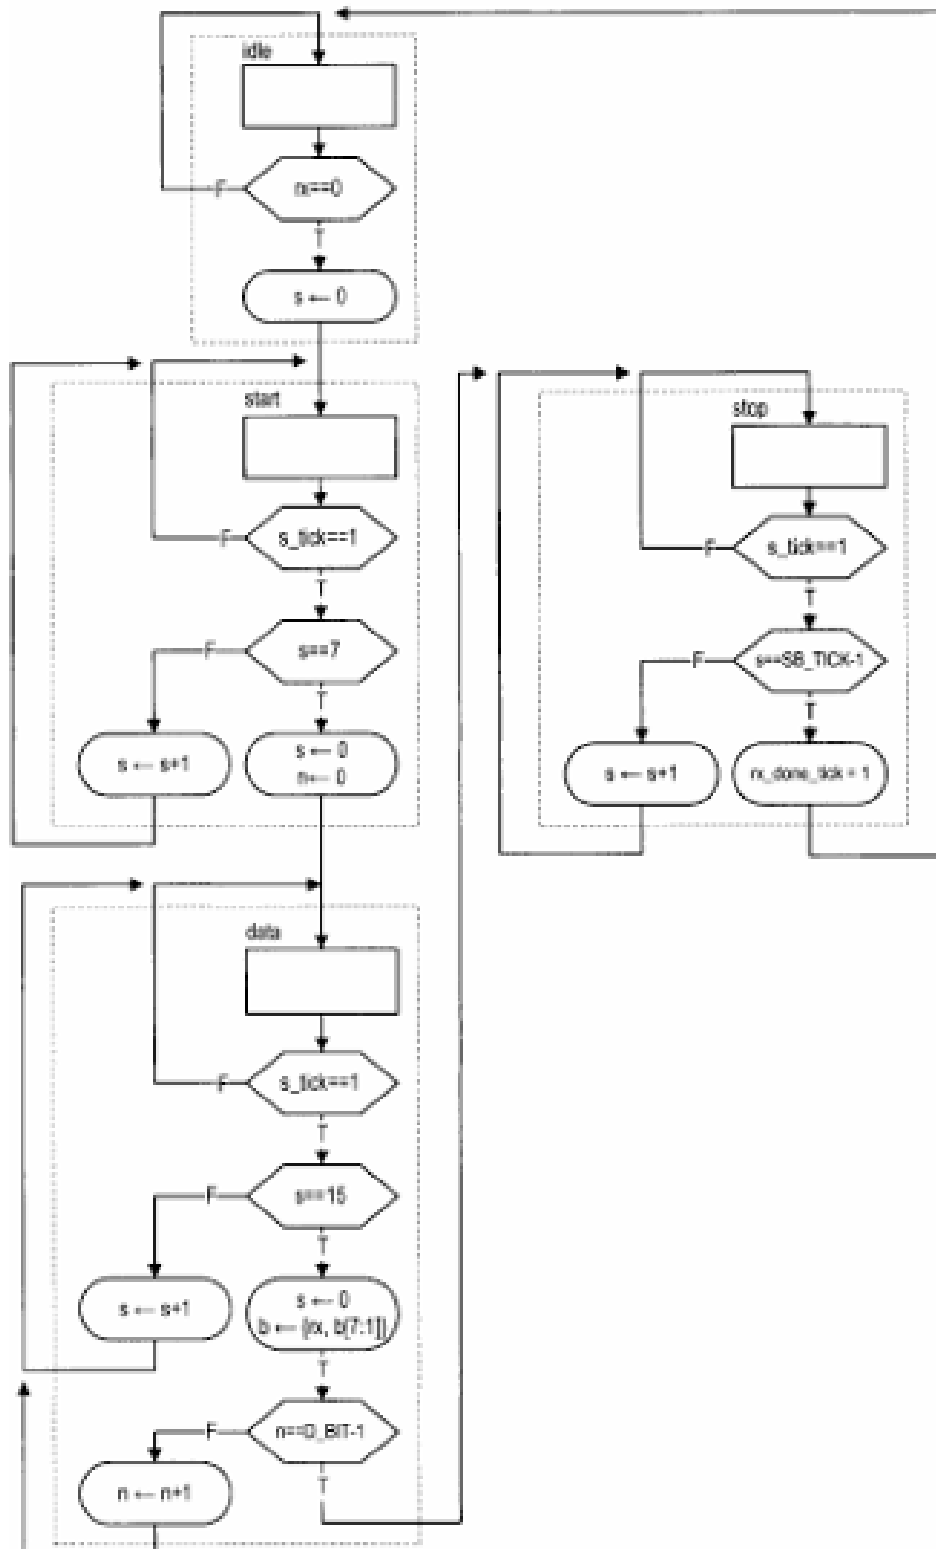 idle
rx==0
F
T
s ← 0
start
s_tick==1
F
T
s==7
F
T
s ← s+1
s ← 0
n ← 0
data
s_tick==1
F
T
s==15
F
T
s ← s+1
s ← 0
b ← {rx, b[7:1]}
T
n==D_BIT-1
F
T
n ← n+1
stop
s_tick==1
F
T
s==SB_TICK-1
F
T
s ← s+1
rx_done_tick = 1